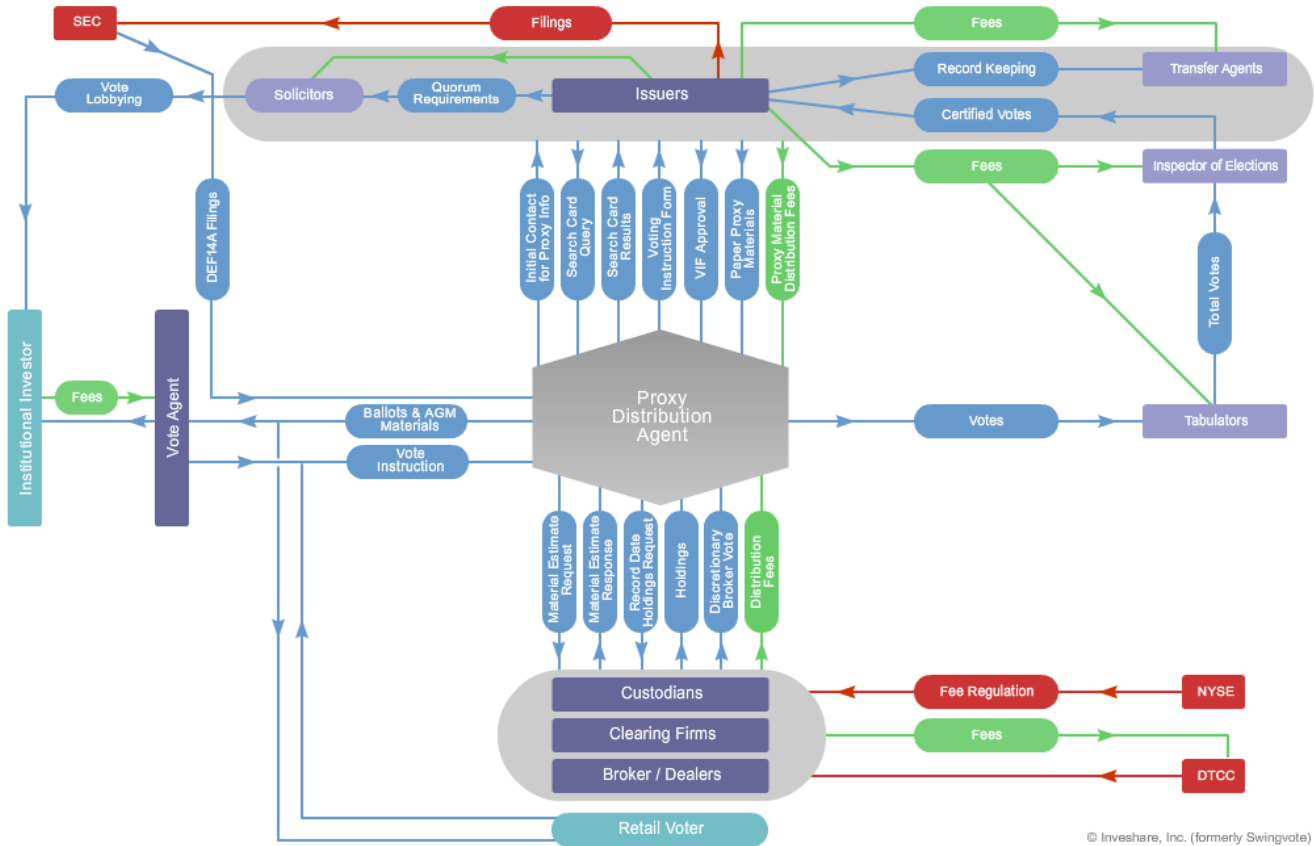 SEC
Filings
Fees
Vote
Lobbying
Solicitors
Quorum
Requirements
Issuers
Record Keeping
Transfer Agents
Certified Votes
Fees
Inspector of Elections
DEF14A Filings
Initial Contact
for Proxy Info
Search Card
Query
Search Card
Results
Voting
Instruction Form
VIF Approval
Paper Proxy
Materials
Proxy Material
Distribution Fees
Total Votes
Institutional Investor
Fees
Vote Agent
Ballots & AGM
Materials
Vote
Instruction
Proxy
Distribution
Agent
Votes
Tabulators
Material Estimate
Request
Material Estimate
Response
Record Date
Holdings Request
Holdings
Discretionary
Broker Vote
Distribution
Fees
Custodians
Fee Regulation
NYSE
Clearing Firms
Fees
Broker / Dealers
DTCC
Retail Voter
© Inveshare, Inc. (formerly Swingvote)